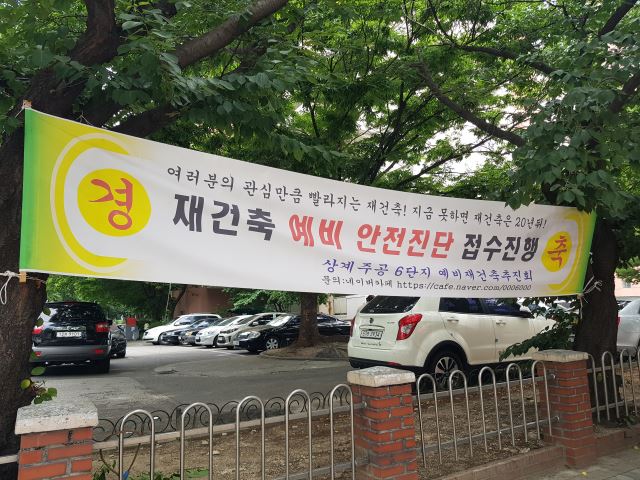 경 축
여러분의 관심만큼 빨라지는 재건축! 지금 못하면 재건축은 20년뒤!
재건축 예비 안전진단 접수진행
상계주공 6단지 예비재건축추진회
문의:네이버카페 https://cafe.naver.com/0006000